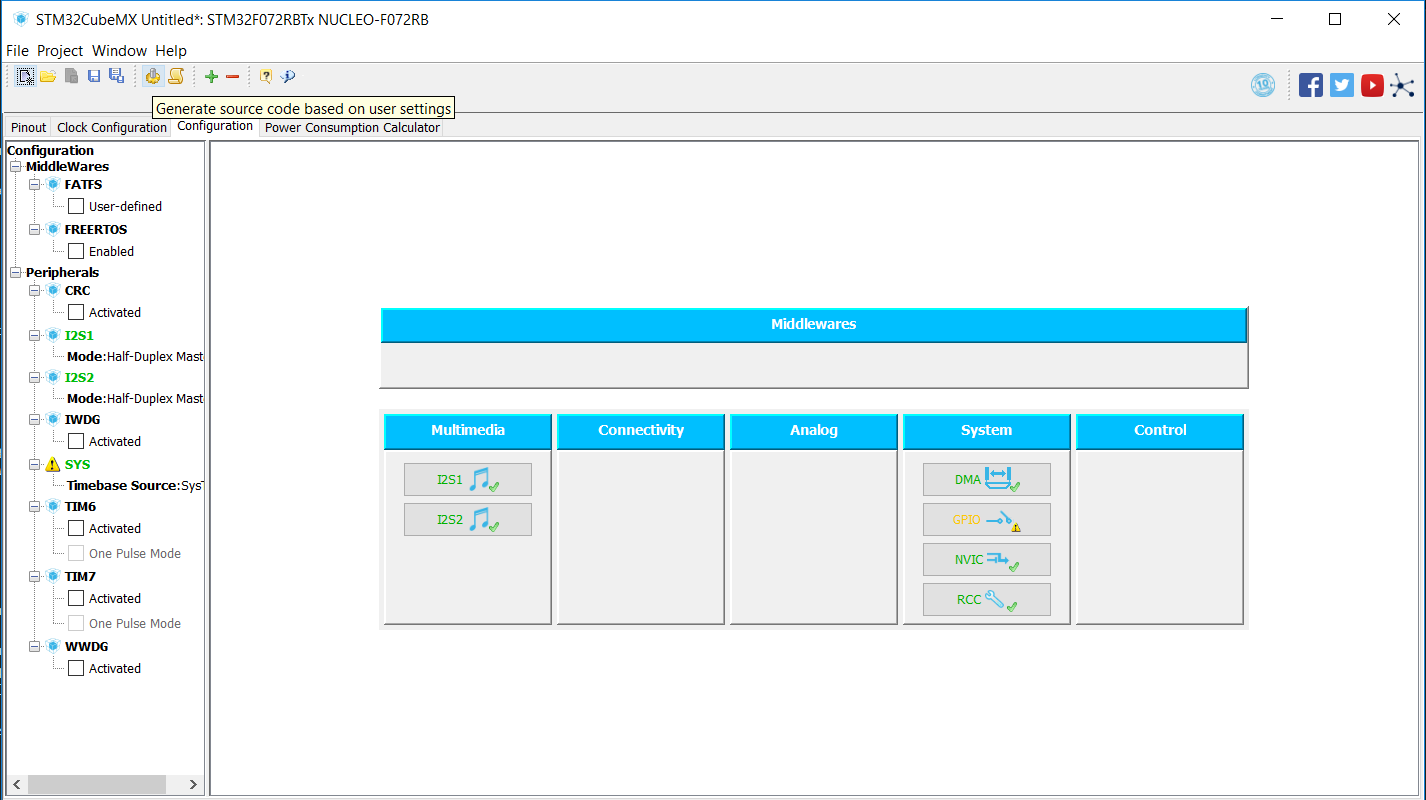 STM32CubeMX Untitled*: STM32F072RBTx NUCLEO-F072RB
File Project Window Help
10
Generate source code based on user settings
Pinout Clock Configuration Configuration Power Consumption Calculator
Configuration
MiddleWares
FATFS
User-defined
FREERTOS
Enabled
Peripherals
CRC
Activated
I2S1
Mode:Half-Duplex Mast
I2S2
Mode:Half-Duplex Mast
IWDG
Activated
SYS
Timebase Source:Sys
TIM6
Activated
One Pulse Mode
TIM7
Activated
One Pulse Mode
WWDG
Activated
Middlewares
Multimedia Connectivity Analog System Control
I2S1 DMA
I2S2 GPIO
NVIC
RCC